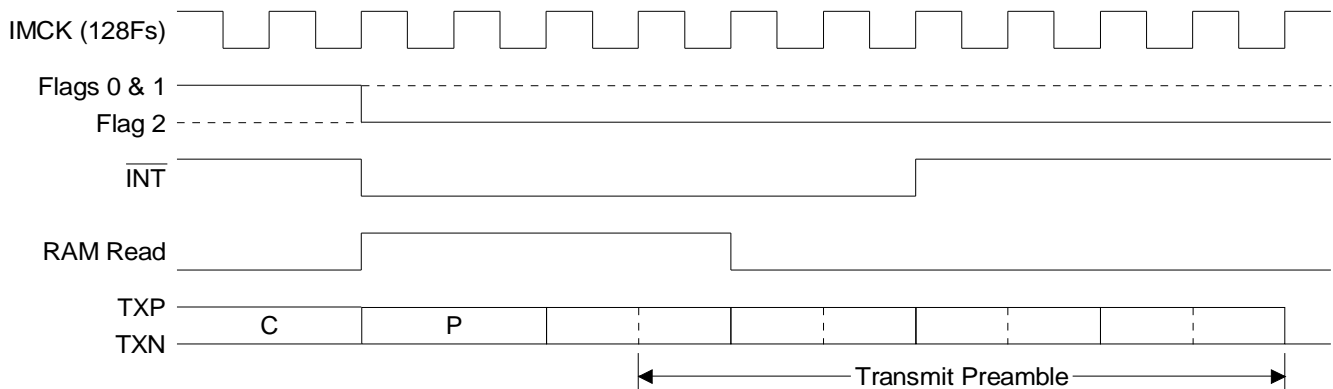 IMCK (128Fs)
Flags 0 & 1
Flag 2
INT
RAM Read
TXP
TXN
C
P
Transmit Preamble